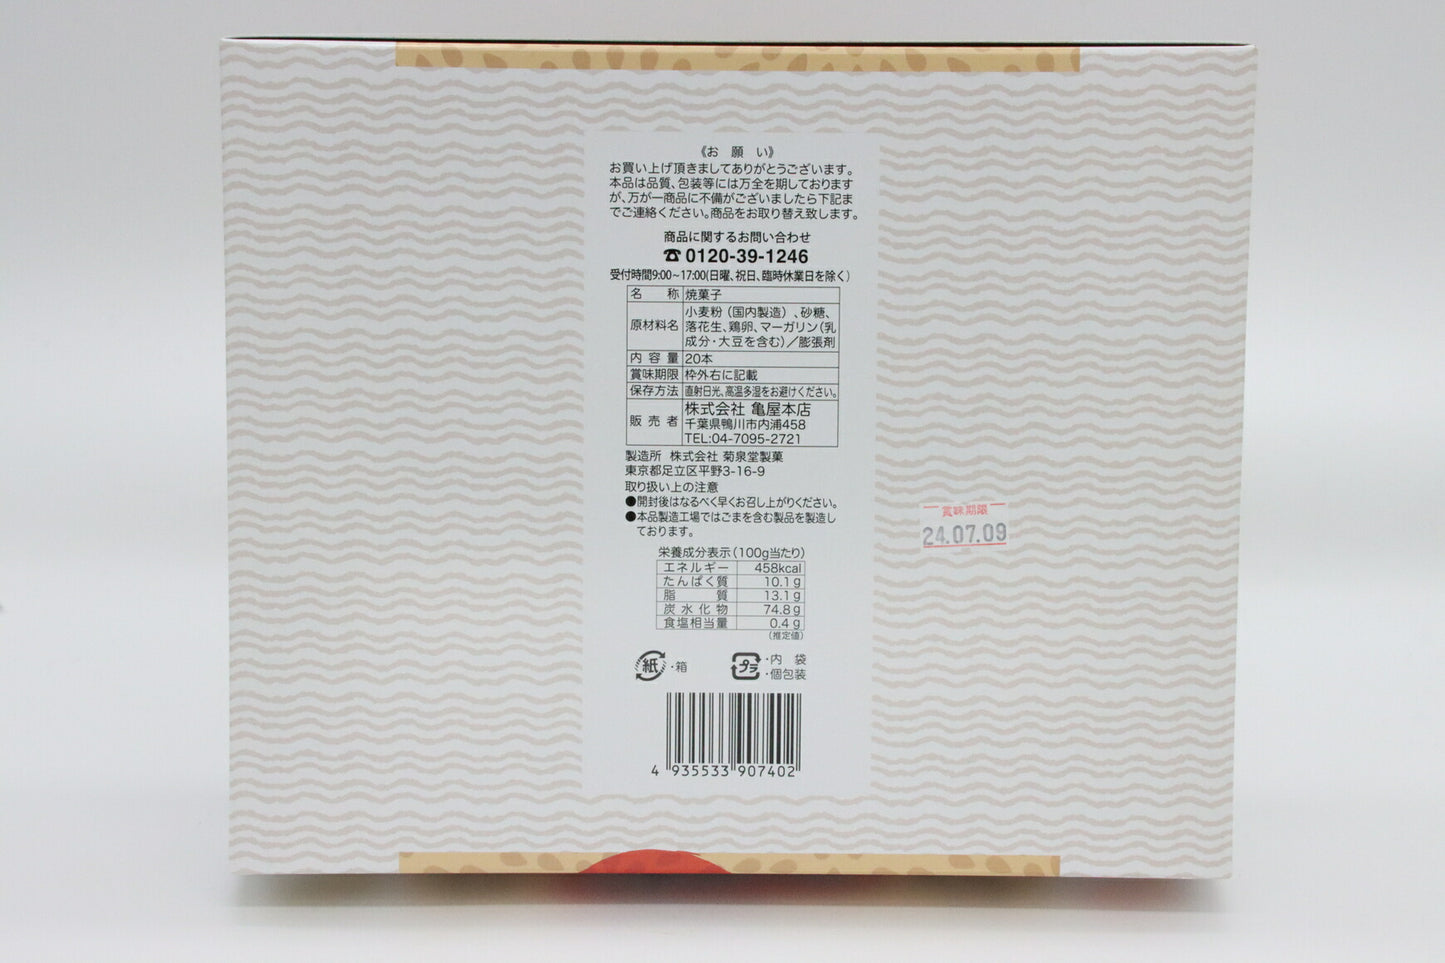 《お願い》
お買い上げ頂きましてありがとうございます。
本品は品質、包装等には万全を期しております
が、万が一商品に不備がございましたら下記ま
でご連絡ください。商品をお取り替え致します。
商品に関するお問い合わせ
☎0120-39-1246
受付時間9:00~17:00(日曜、祝日、臨時休業日を除く)
名称 焼菓子
原材料名 小麦粉(国内製造)、砂糖、
落花生、鶏卵、マーガリン(乳
成分・大豆を含む)/膨張剤
内容量 20本
賞味期限 枠外右に記載
保存方法 直射日光、高温多湿をお避けください。
販売者 株式会社 亀屋本店
千葉県鴨川市内浦458
TEL:04-7095-2721
製造所 株式会社 菊泉堂製菓
東京都足立区平野3-16-9
取り扱い上の注意
●開封後はなるべく早くお召し上がりください。
●本品製造工場ではごまを含む製品を製造し
ております。
賞味期限
24.07.09
栄養成分表示(100g当たり)
エネルギー 458kcal
たんぱく質 10.1g
脂質 13.1g
炭水化物 74.8g
食塩相当量 0.4g
(推定値)
紙・箱
プラ・内袋
・個包装
4 935533 907402